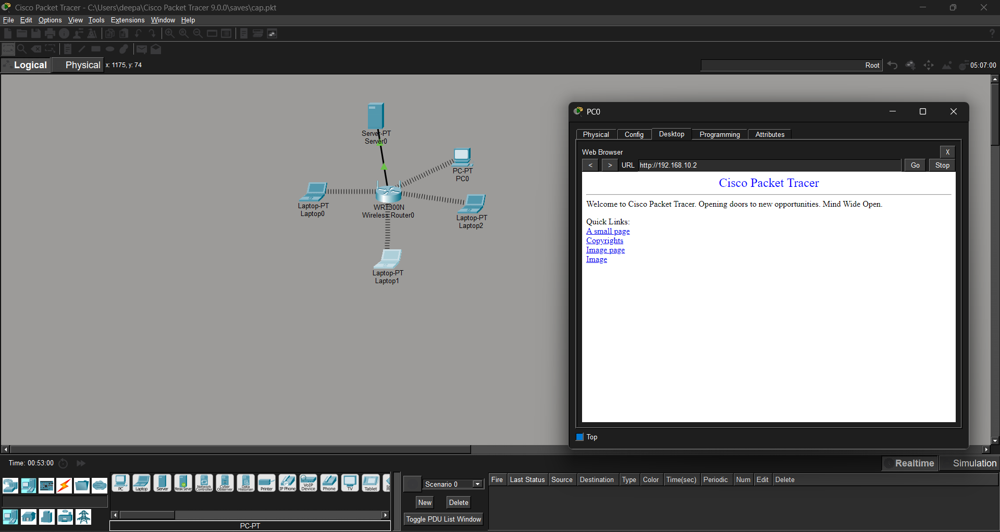 Cisco Packet Tracer - C:\Users\deepa\Cisco Packet Tracer 9.0.0\saves\cap.pkt
File Edit Options View Tools Extensions Window Help
Logical Physical x: 1175, y: 74 Root 05:07:00
Server-PT
Server0
PC-PT
PC0
Laptop-PT
Laptop0
WRT300N
Wireless Router0
Laptop-PT
Laptop2
Laptop-PT
Laptop1
PC0
Physical Config Desktop Programming Attributes
Web Browser X
< > URL http://192.168.10.2 Go Stop
Cisco Packet Tracer
Welcome to Cisco Packet Tracer. Opening doors to new opportunities. Mind Wide Open.
Quick Links:
A small page
Copyrights
Image page
Image
Top
Time: 00:53:00 Realtime Simulation
PC Laptop Server Meraki Server Network Controller Cyber Observer Data Historian Printer IP Phone VoIP Device Phone TV Tablet
PC-PT
Scenario 0
New Delete
Toggle PDU List Window
Fire Last Status Source Destination Type Color Time(sec) Periodic Num Edit Delete